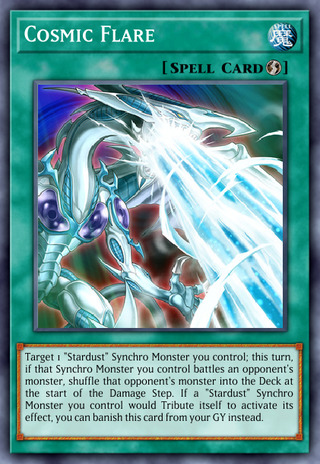 Cosmic Flare
魔
[Spell Card]
Target 1 "Stardust" Synchro Monster you control; this turn,
if that Synchro Monster you control battles an opponent's
monster, shuffle that opponent's monster into the Deck at
the start of the Damage Step. If a "Stardust" Synchro
Monster you control would Tribute itself to activate its
effect, you can banish this card from your GY instead.